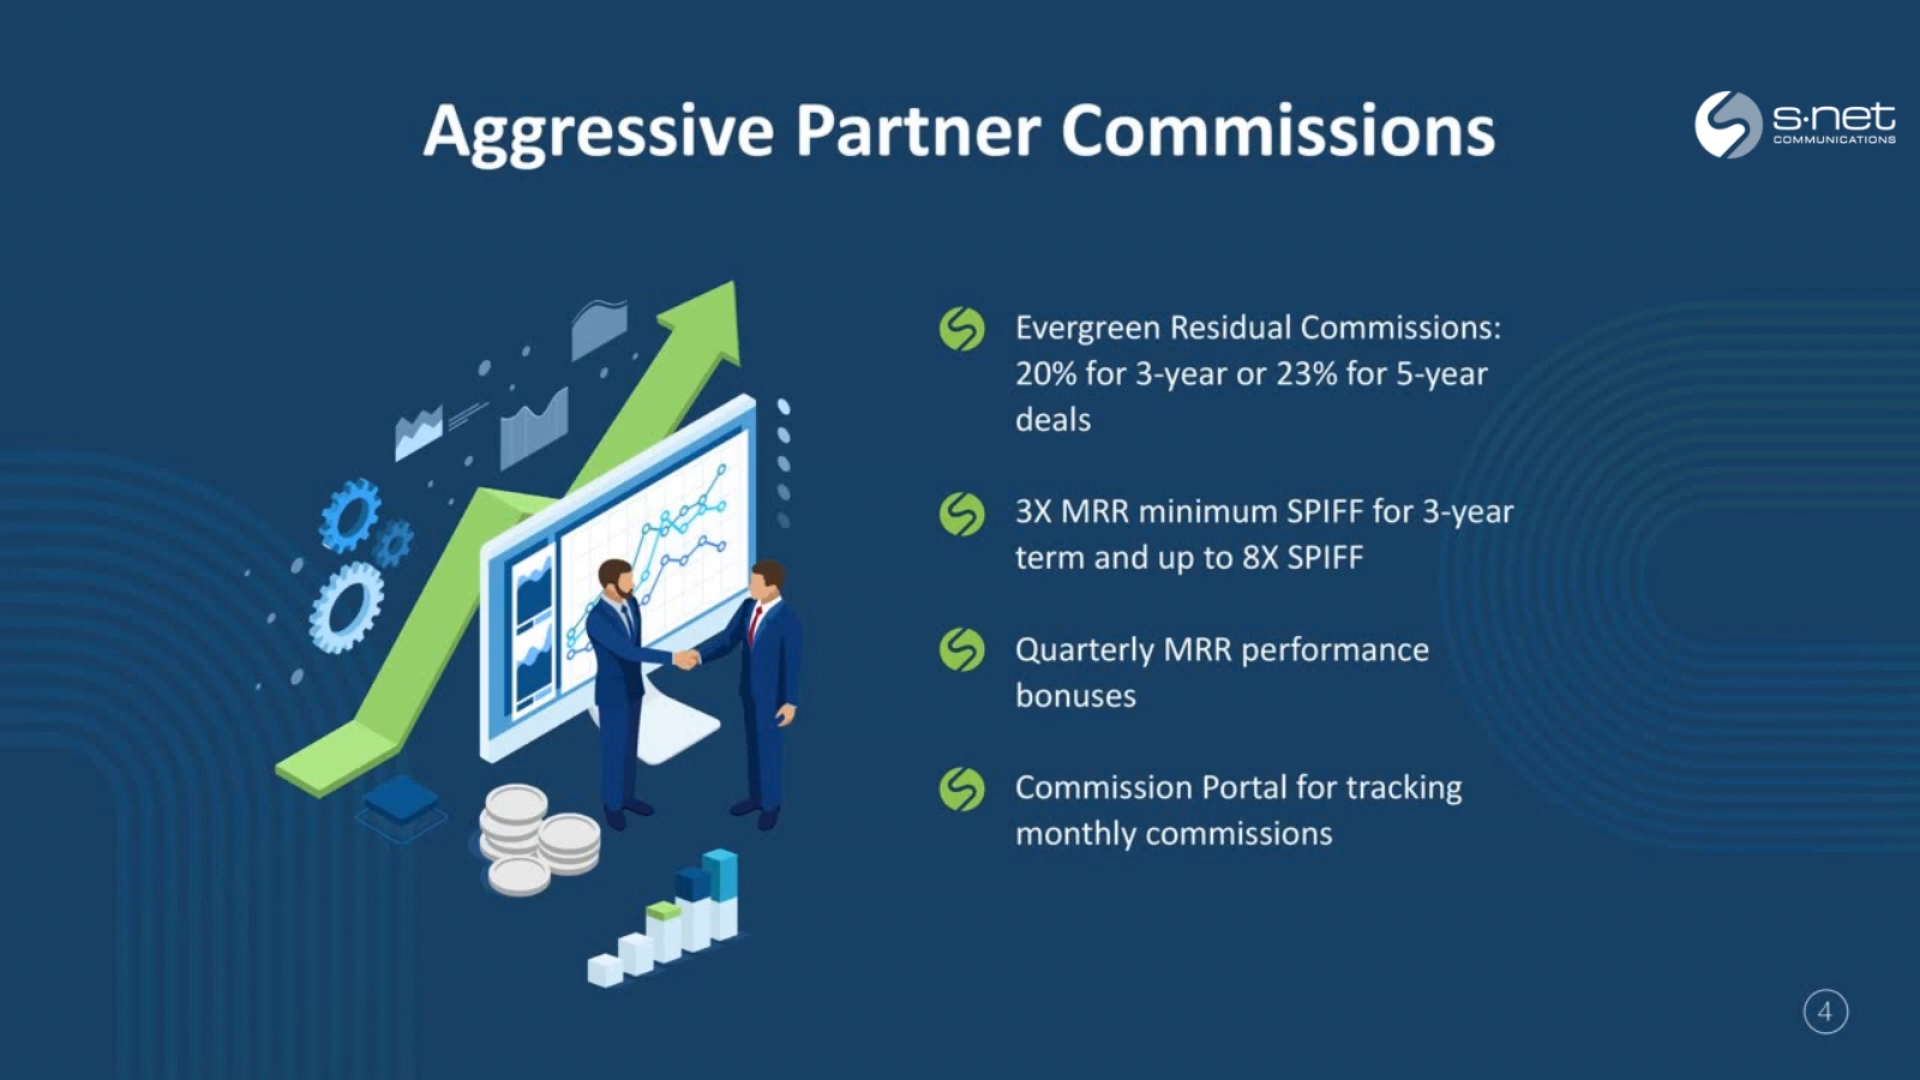 Aggressive Partner Commissions
s·net
COMMUNICATIONS
Evergreen Residual Commissions:
20% for 3-year or 23% for 5-year
deals
3X MRR minimum SPIFF for 3-year
term and up to 8X SPIFF
Quarterly MRR performance
bonuses
Commission Portal for tracking
monthly commissions
4